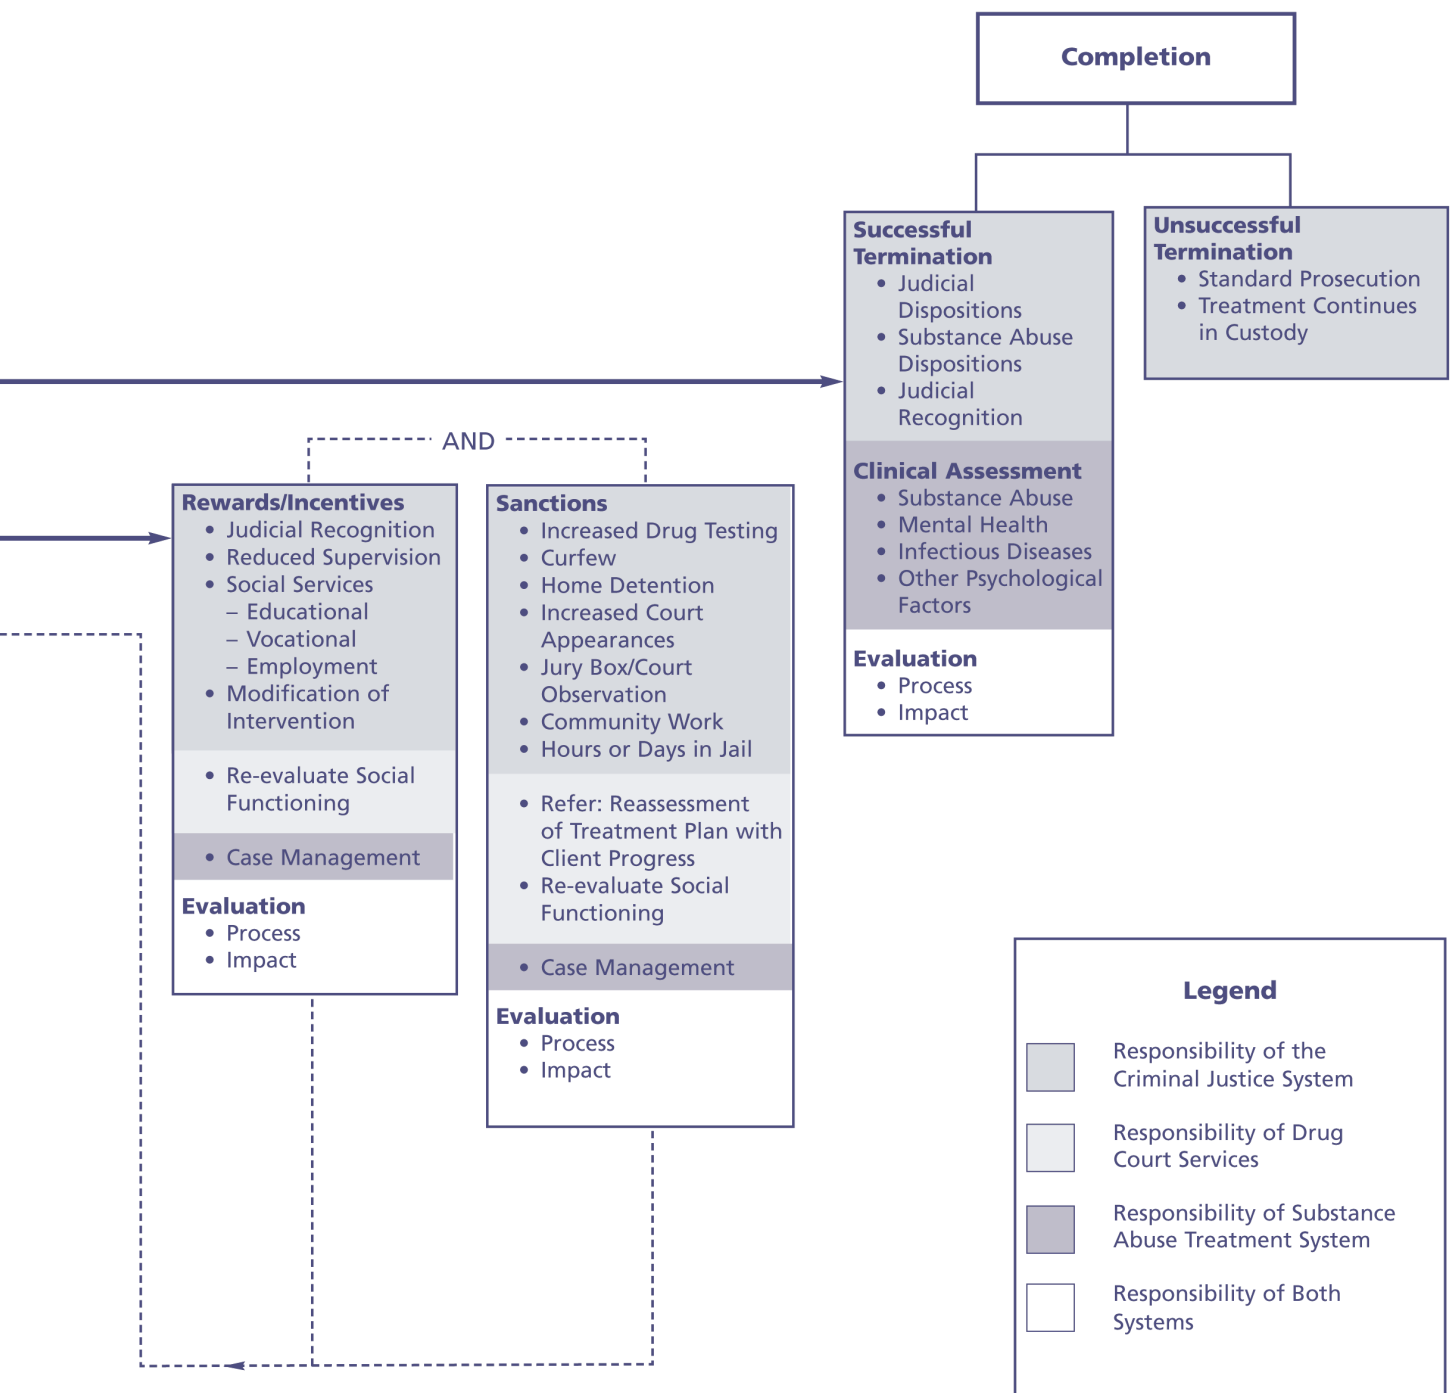 Completion
Successful
Termination
• Judicial
Dispositions
• Substance Abuse
Dispositions
• Judicial
Recognition
Clinical Assessment
• Substance Abuse
• Mental Health
• Infectious Diseases
• Other Psychological
Factors
Evaluation
• Process
• Impact
Unsuccessful
Termination
• Standard Prosecution
• Treatment Continues
in Custody
AND
Rewards/Incentives
• Judicial Recognition
• Reduced Supervision
• Social Services
– Educational
– Vocational
– Employment
• Modification of
Intervention
• Re-evaluate Social
Functioning
• Case Management
Evaluation
• Process
• Impact
Sanctions
• Increased Drug Testing
• Curfew
• Home Detention
• Increased Court
Appearances
• Jury Box/Court
Observation
• Community Work
• Hours or Days in Jail
• Refer: Reassessment
of Treatment Plan with
Client Progress
• Re-evaluate Social
Functioning
• Case Management
Evaluation
• Process
• Impact
Legend
Responsibility of the
Criminal Justice System
Responsibility of Drug
Court Services
Responsibility of Substance
Abuse Treatment System
Responsibility of Both
Systems